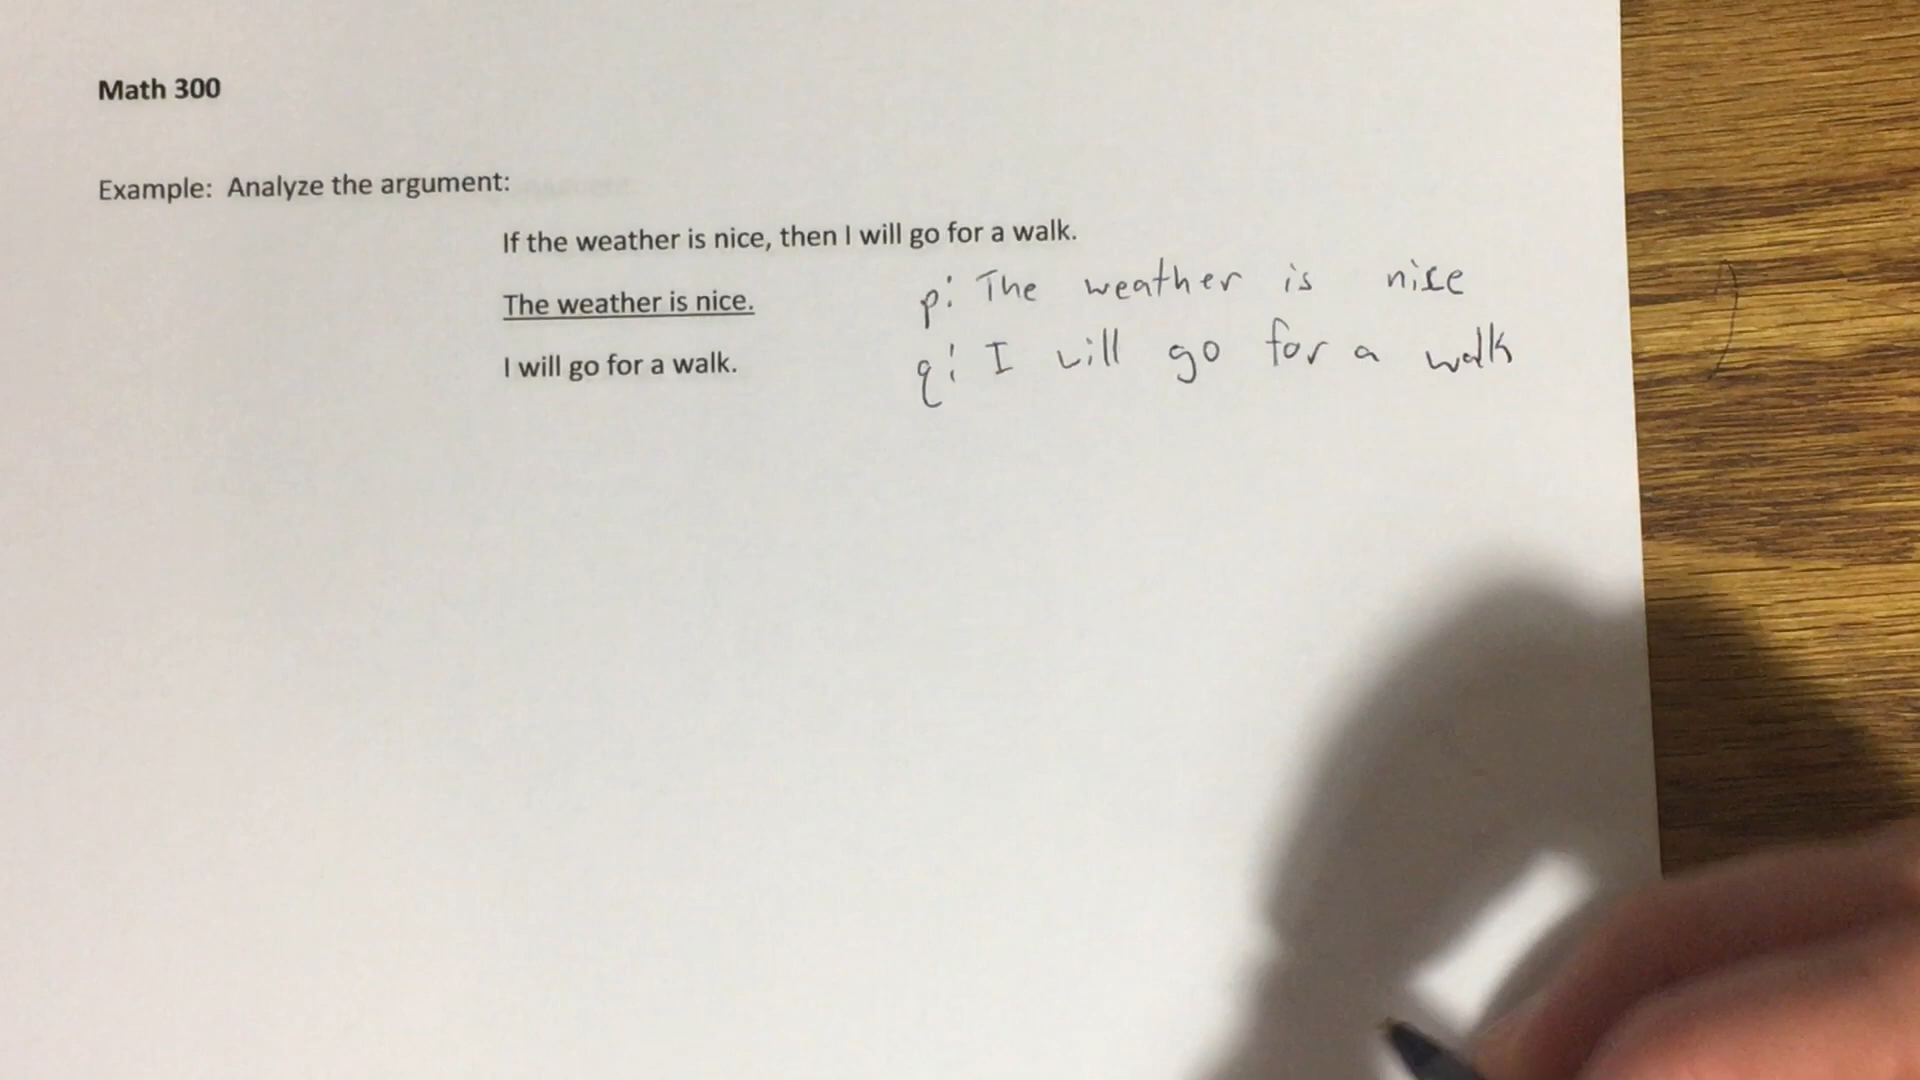 Math 300
Example: Analyze the argument:
If the weather is nice, then I will go for a walk.
The weather is nice.
I will go for a walk.
p: The weather is nice
q: I will go for a walk